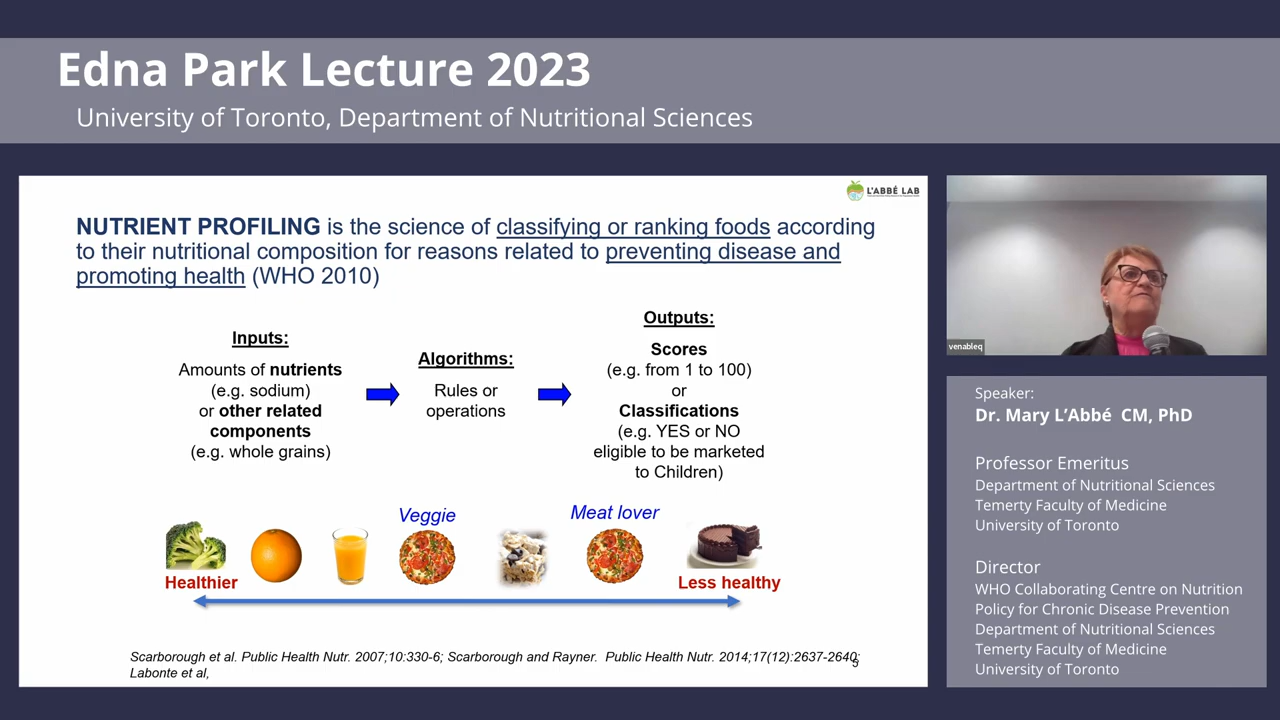 Edna Park Lecture 2023
University of Toronto, Department of Nutritional Sciences
L'ABBÉ LAB
NUTRIENT PROFILING is the science of classifying or ranking foods according
to their nutritional composition for reasons related to preventing disease and
promoting health (WHO 2010)
Inputs:
Amounts of nutrients
(e.g. sodium)
or other related
components
(e.g. whole grains)
Algorithms:
Rules or
operations
Outputs:
Scores
(e.g. from 1 to 100)
or
Classifications
(e.g. YES or NO
eligible to be marketed
to Children)
Veggie
Meat lover
Healthier
Less healthy
Scarborough et al. Public Health Nutr. 2007;10:330-6; Scarborough and Rayner. Public Health Nutr. 2014;17(12):2637-2640;
Labonte et al,
venableq
Speaker:
Dr. Mary L'Abbé CM, PhD
Professor Emeritus
Department of Nutritional Sciences
Temerty Faculty of Medicine
University of Toronto
Director
WHO Collaborating Centre on Nutrition
Policy for Chronic Disease Prevention
Department of Nutritional Sciences
Temerty Faculty of Medicine
University of Toronto